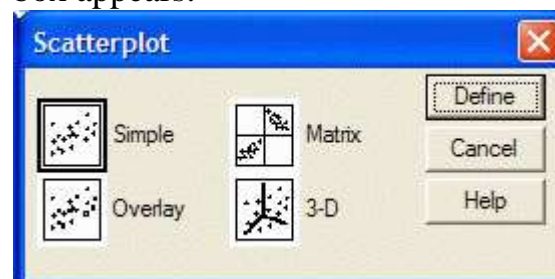 box appears.
Scatterplot
Simple
Matrix
Define
Cancel
Overlay
3-D
Help